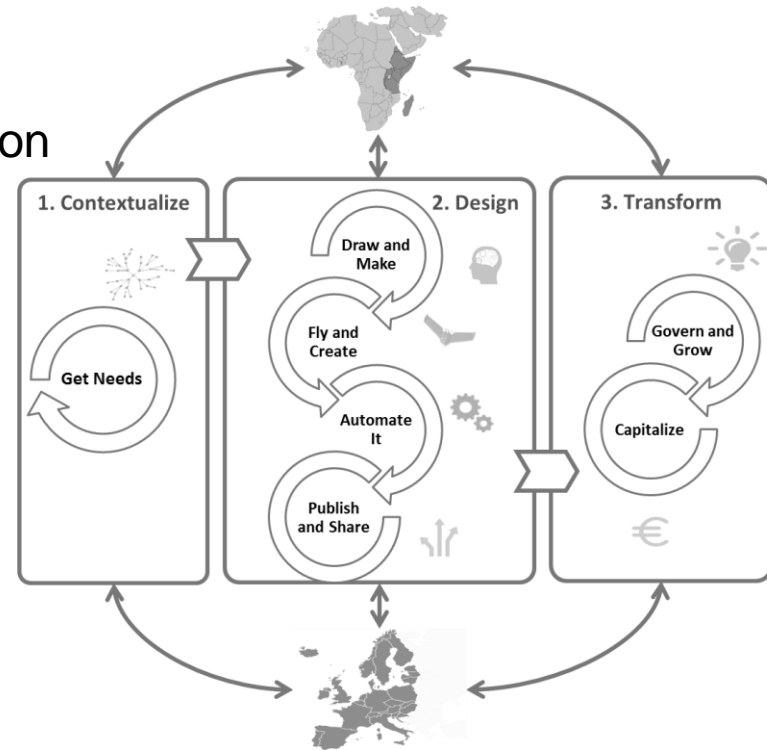 on
1. Contextualize
Get Needs
2. Design
Draw and
Make
Fly and
Create
Automate
It
Publish
and Share
3. Transform
Govern and
Grow
Capitalize
€